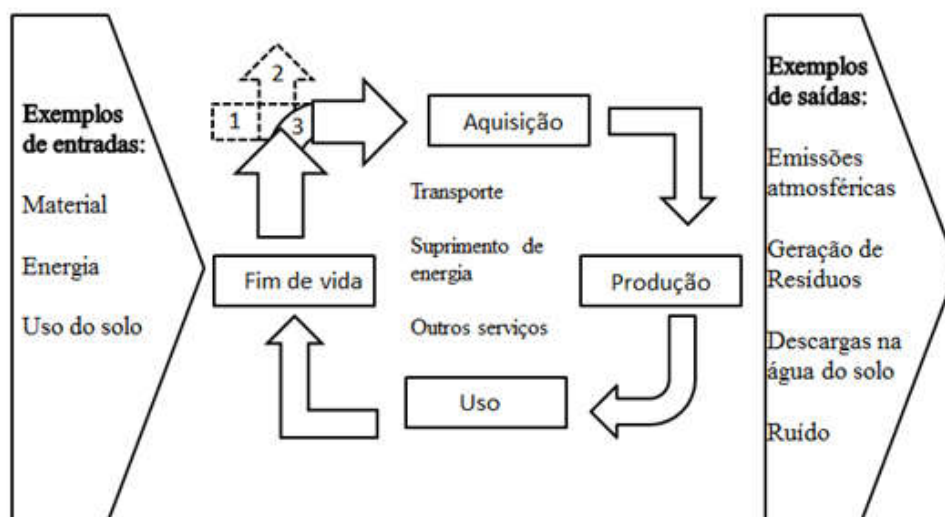 Exemplos
de entradas:
Material
Energia
Uso do solo
2
1
3
Aquisição
Transporte
Suprimento de
energia
Outros serviços
Fim de vida
Produção
Uso
Exemplos
de saídas:
Emissões
atmosféricas
Geração de
Resíduos
Descargas na
água do solo
Ruído